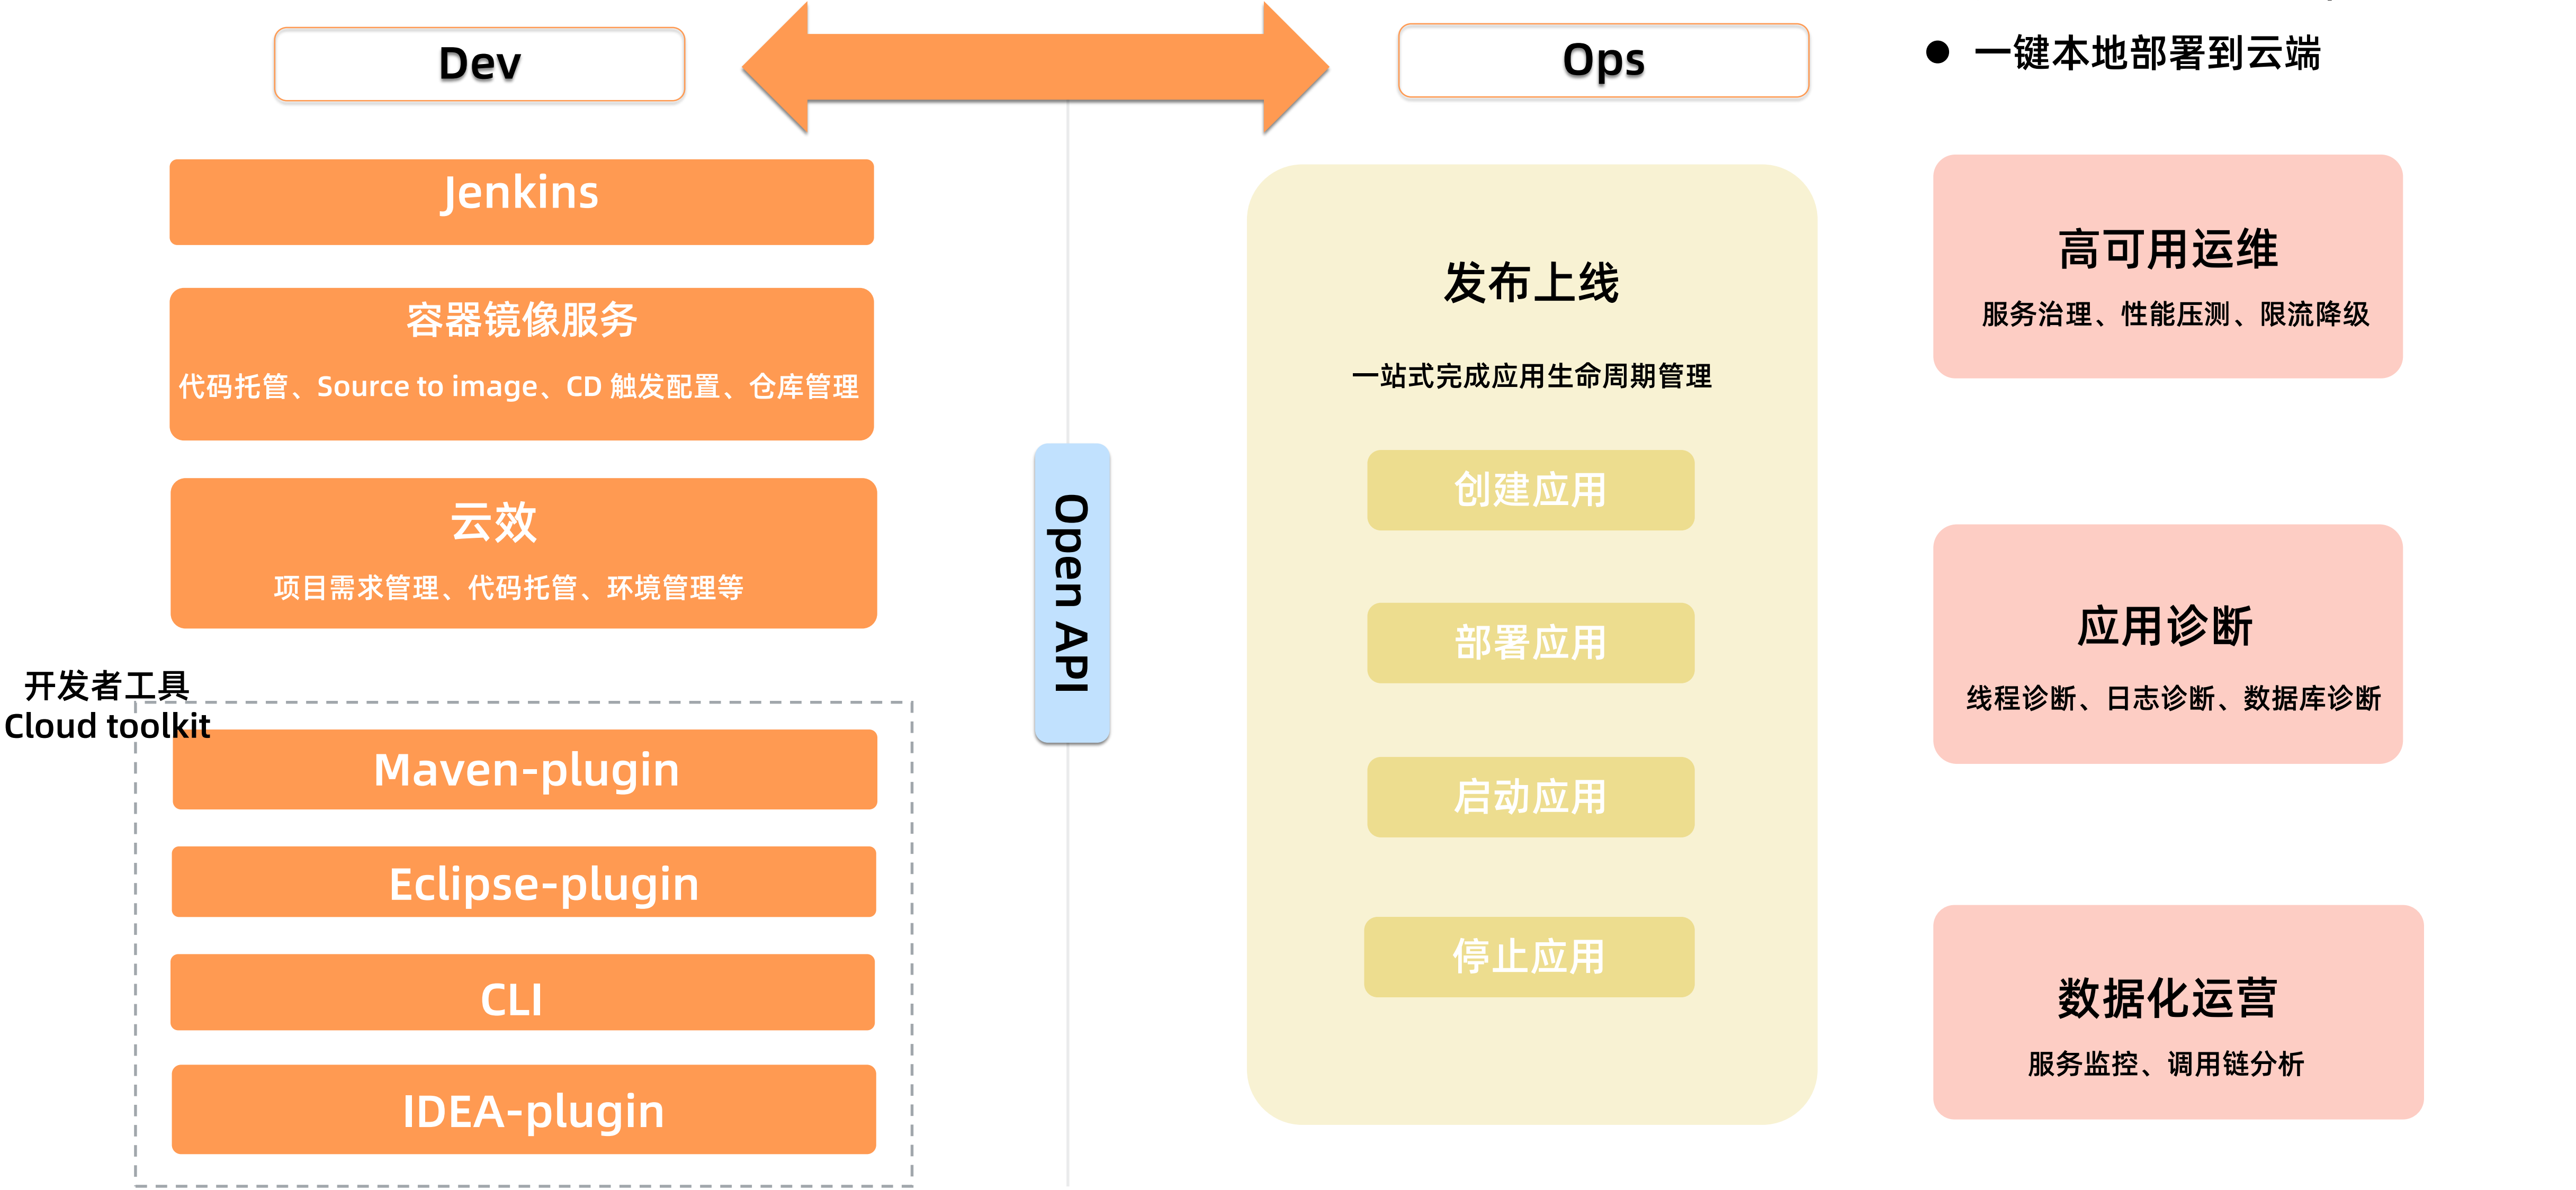 Dev
Ops
一键本地部署到云端
Jenkins
容器镜像服务
代码托管、Source to image、CD 触发配置、仓库管理
云效
项目需求管理、代码托管、环境管理等
开发者工具
Cloud toolkit
Maven-plugin
Eclipse-plugin
CLI
IDEA-plugin
Open API
发布上线
一站式完成应用生命周期管理
创建应用
部署应用
启动应用
停止应用
高可用运维
服务治理、性能压测、限流降级
应用诊断
线程诊断、日志诊断、数据库诊断
数据化运营
服务监控、调用链分析